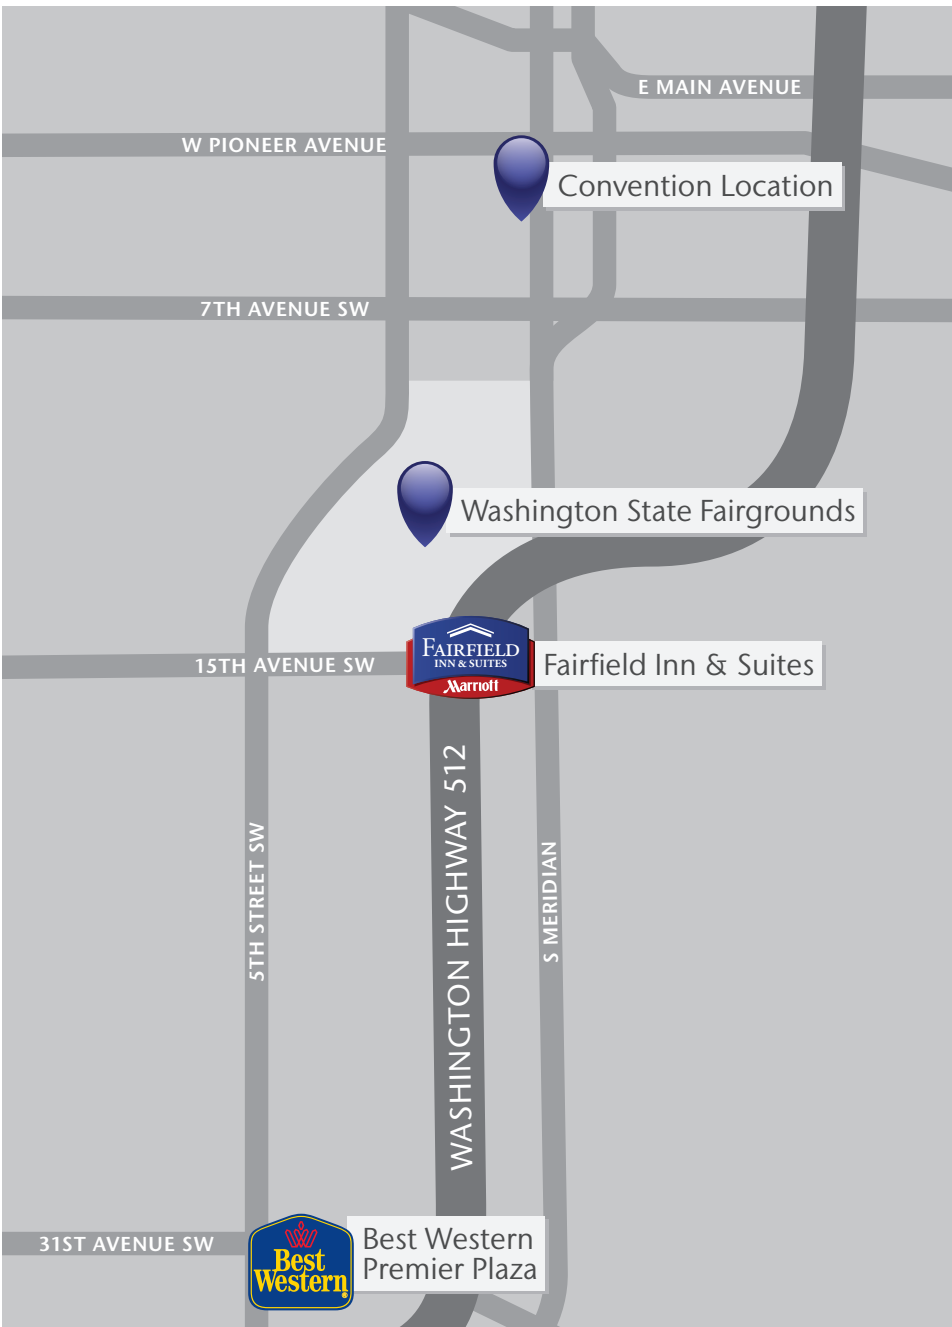 E MAIN AVENUE
W PIONEER AVENUE
Convention Location
7TH AVENUE SW
Washington State Fairgrounds
FAIRFIELD
INN & SUITES
Marriott
Fairfield Inn & Suites
15TH AVENUE SW
WASHINGTON HIGHWAY 512
5TH STREET SW
S MERIDIAN
31ST AVENUE SW
Best
Western
®
Best Western
Premier Plaza